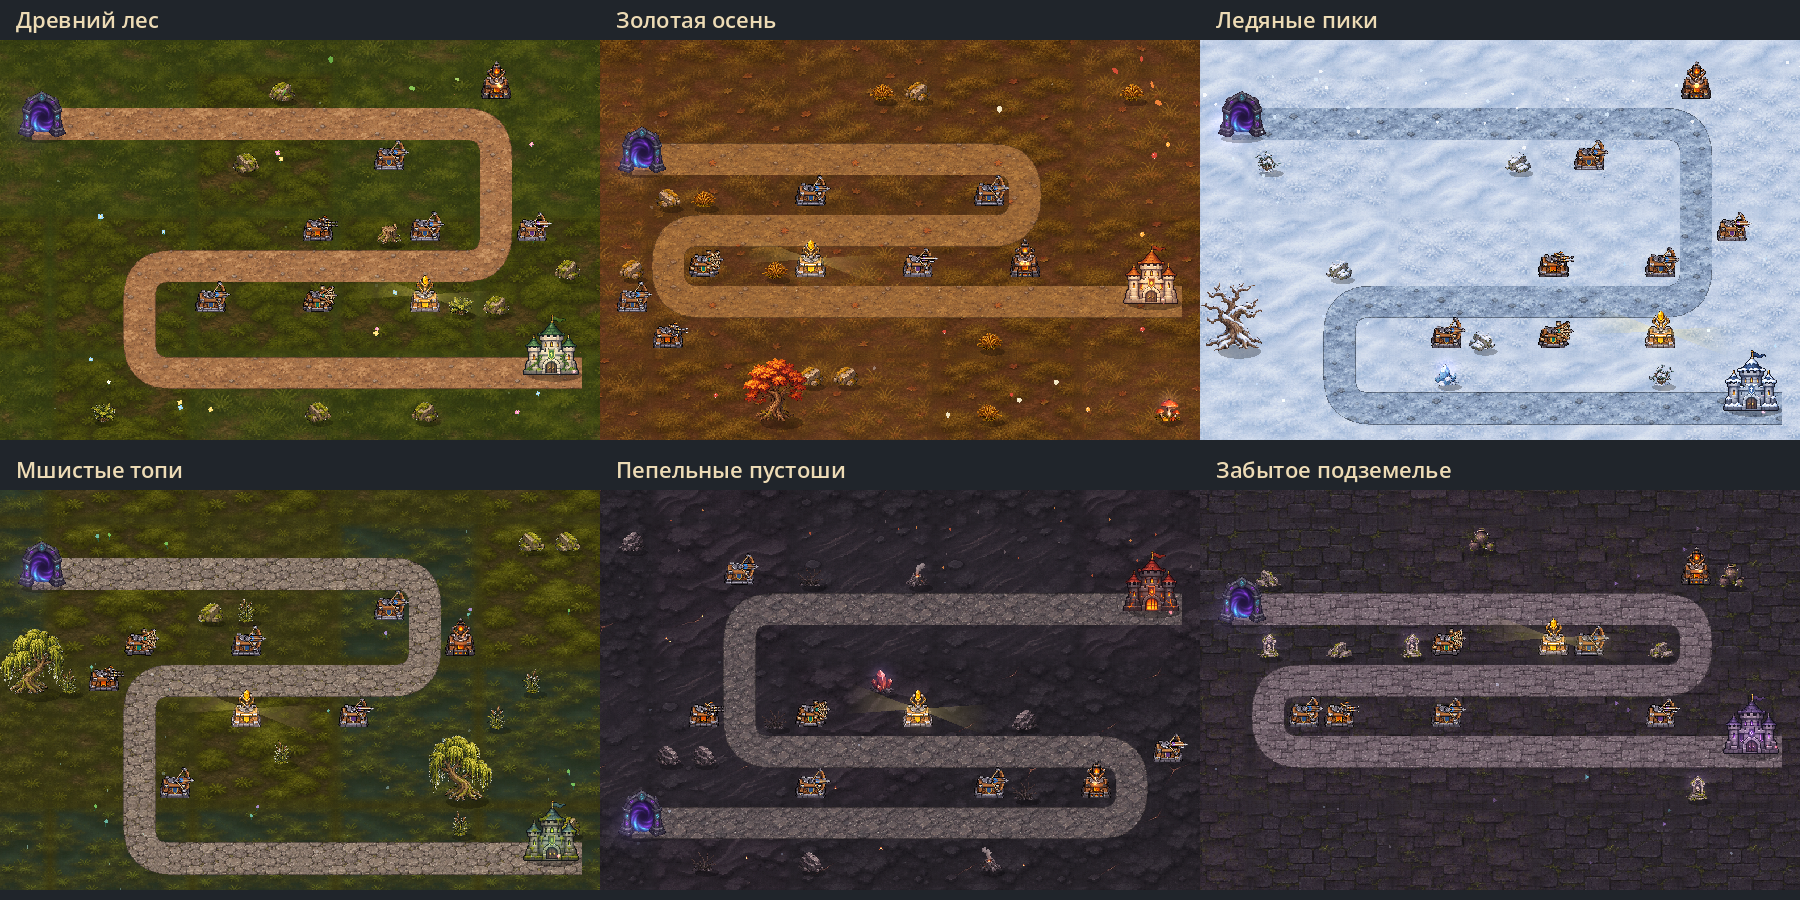 Древний лес
Золотая осень
Ледяные пики
Мшистые топи
Пепельные пустоши
Забытое подземелье